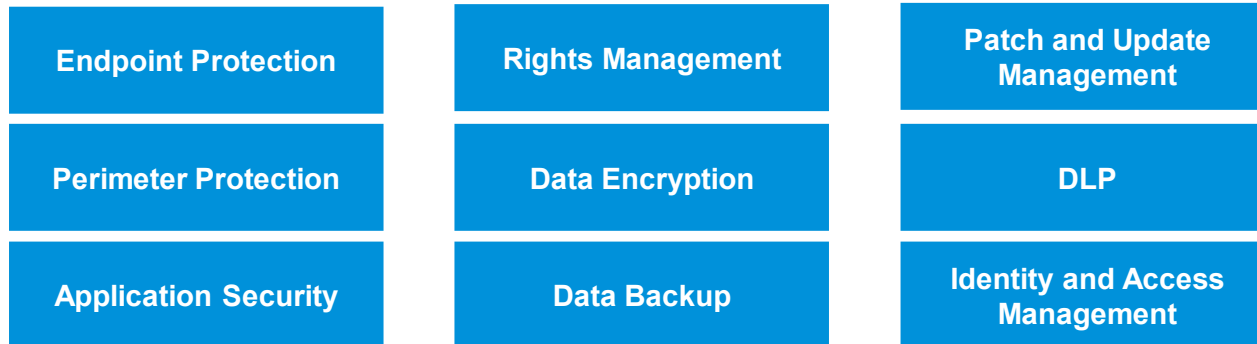 Endpoint Protection
Rights Management
Patch and Update
Management
Perimeter Protection
Data Encryption
DLP
Application Security
Data Backup
Identity and Access
Management